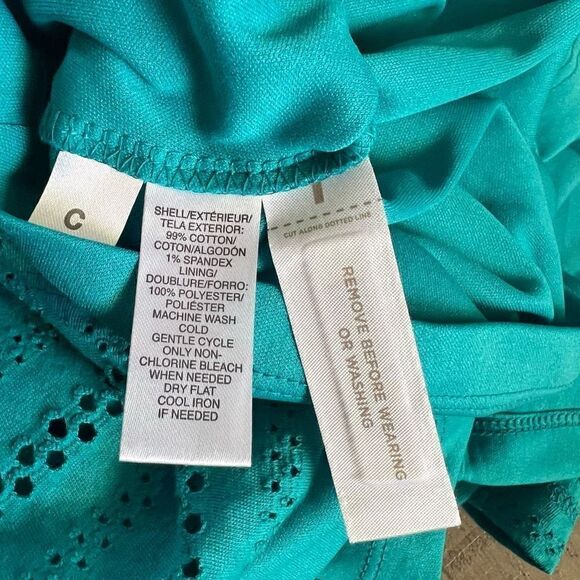 C
SHELL/EXTÉRIEUR/
TELA EXTERIOR:
99% COTTON/
COTON/ALGODÓN
1% SPANDEX
LINING/
DOUBLURE/FORRO:
100% POLYESTER/
POLIÉSTER
MACHINE WASH
COLD
GENTLE CYCLE
ONLY NON-
CHLORINE BLEACH
WHEN NEEDED
DRY FLAT
COOL IRON
IF NEEDED
CUT ALONG DOTTED LINE
REMOVE BEFORE WEARING
OR WASHING